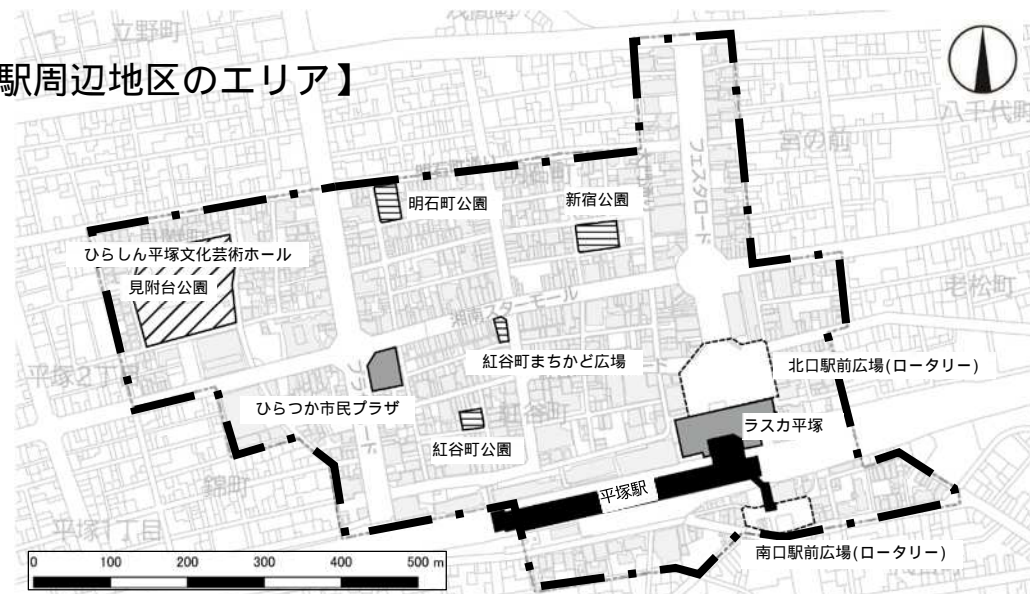 駅周辺地区のエリア】
立野町
浅間町
八千代町
宮の前
明石町公園
新宿公園
フェスタロード
ひらしん平塚文化芸術ホール
見附台公園
老松町
湘南スターモール
紅谷町まちかど広場
北口駅前広場(ロータリー)
平塚2丁目
ひらつか市民プラザ
紅谷町
ラスカ平塚
紅谷町公園
錦町
平塚駅
平塚1丁目
南口駅前広場(ロータリー)
0 100 200 300 400 500 m